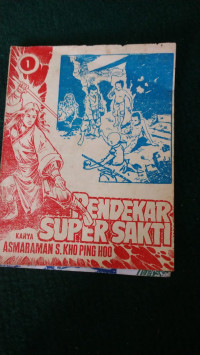 1
PENDEKAR
SUPER SAKTI
KARYA
ASMARAMAN S. KHO PING HOO